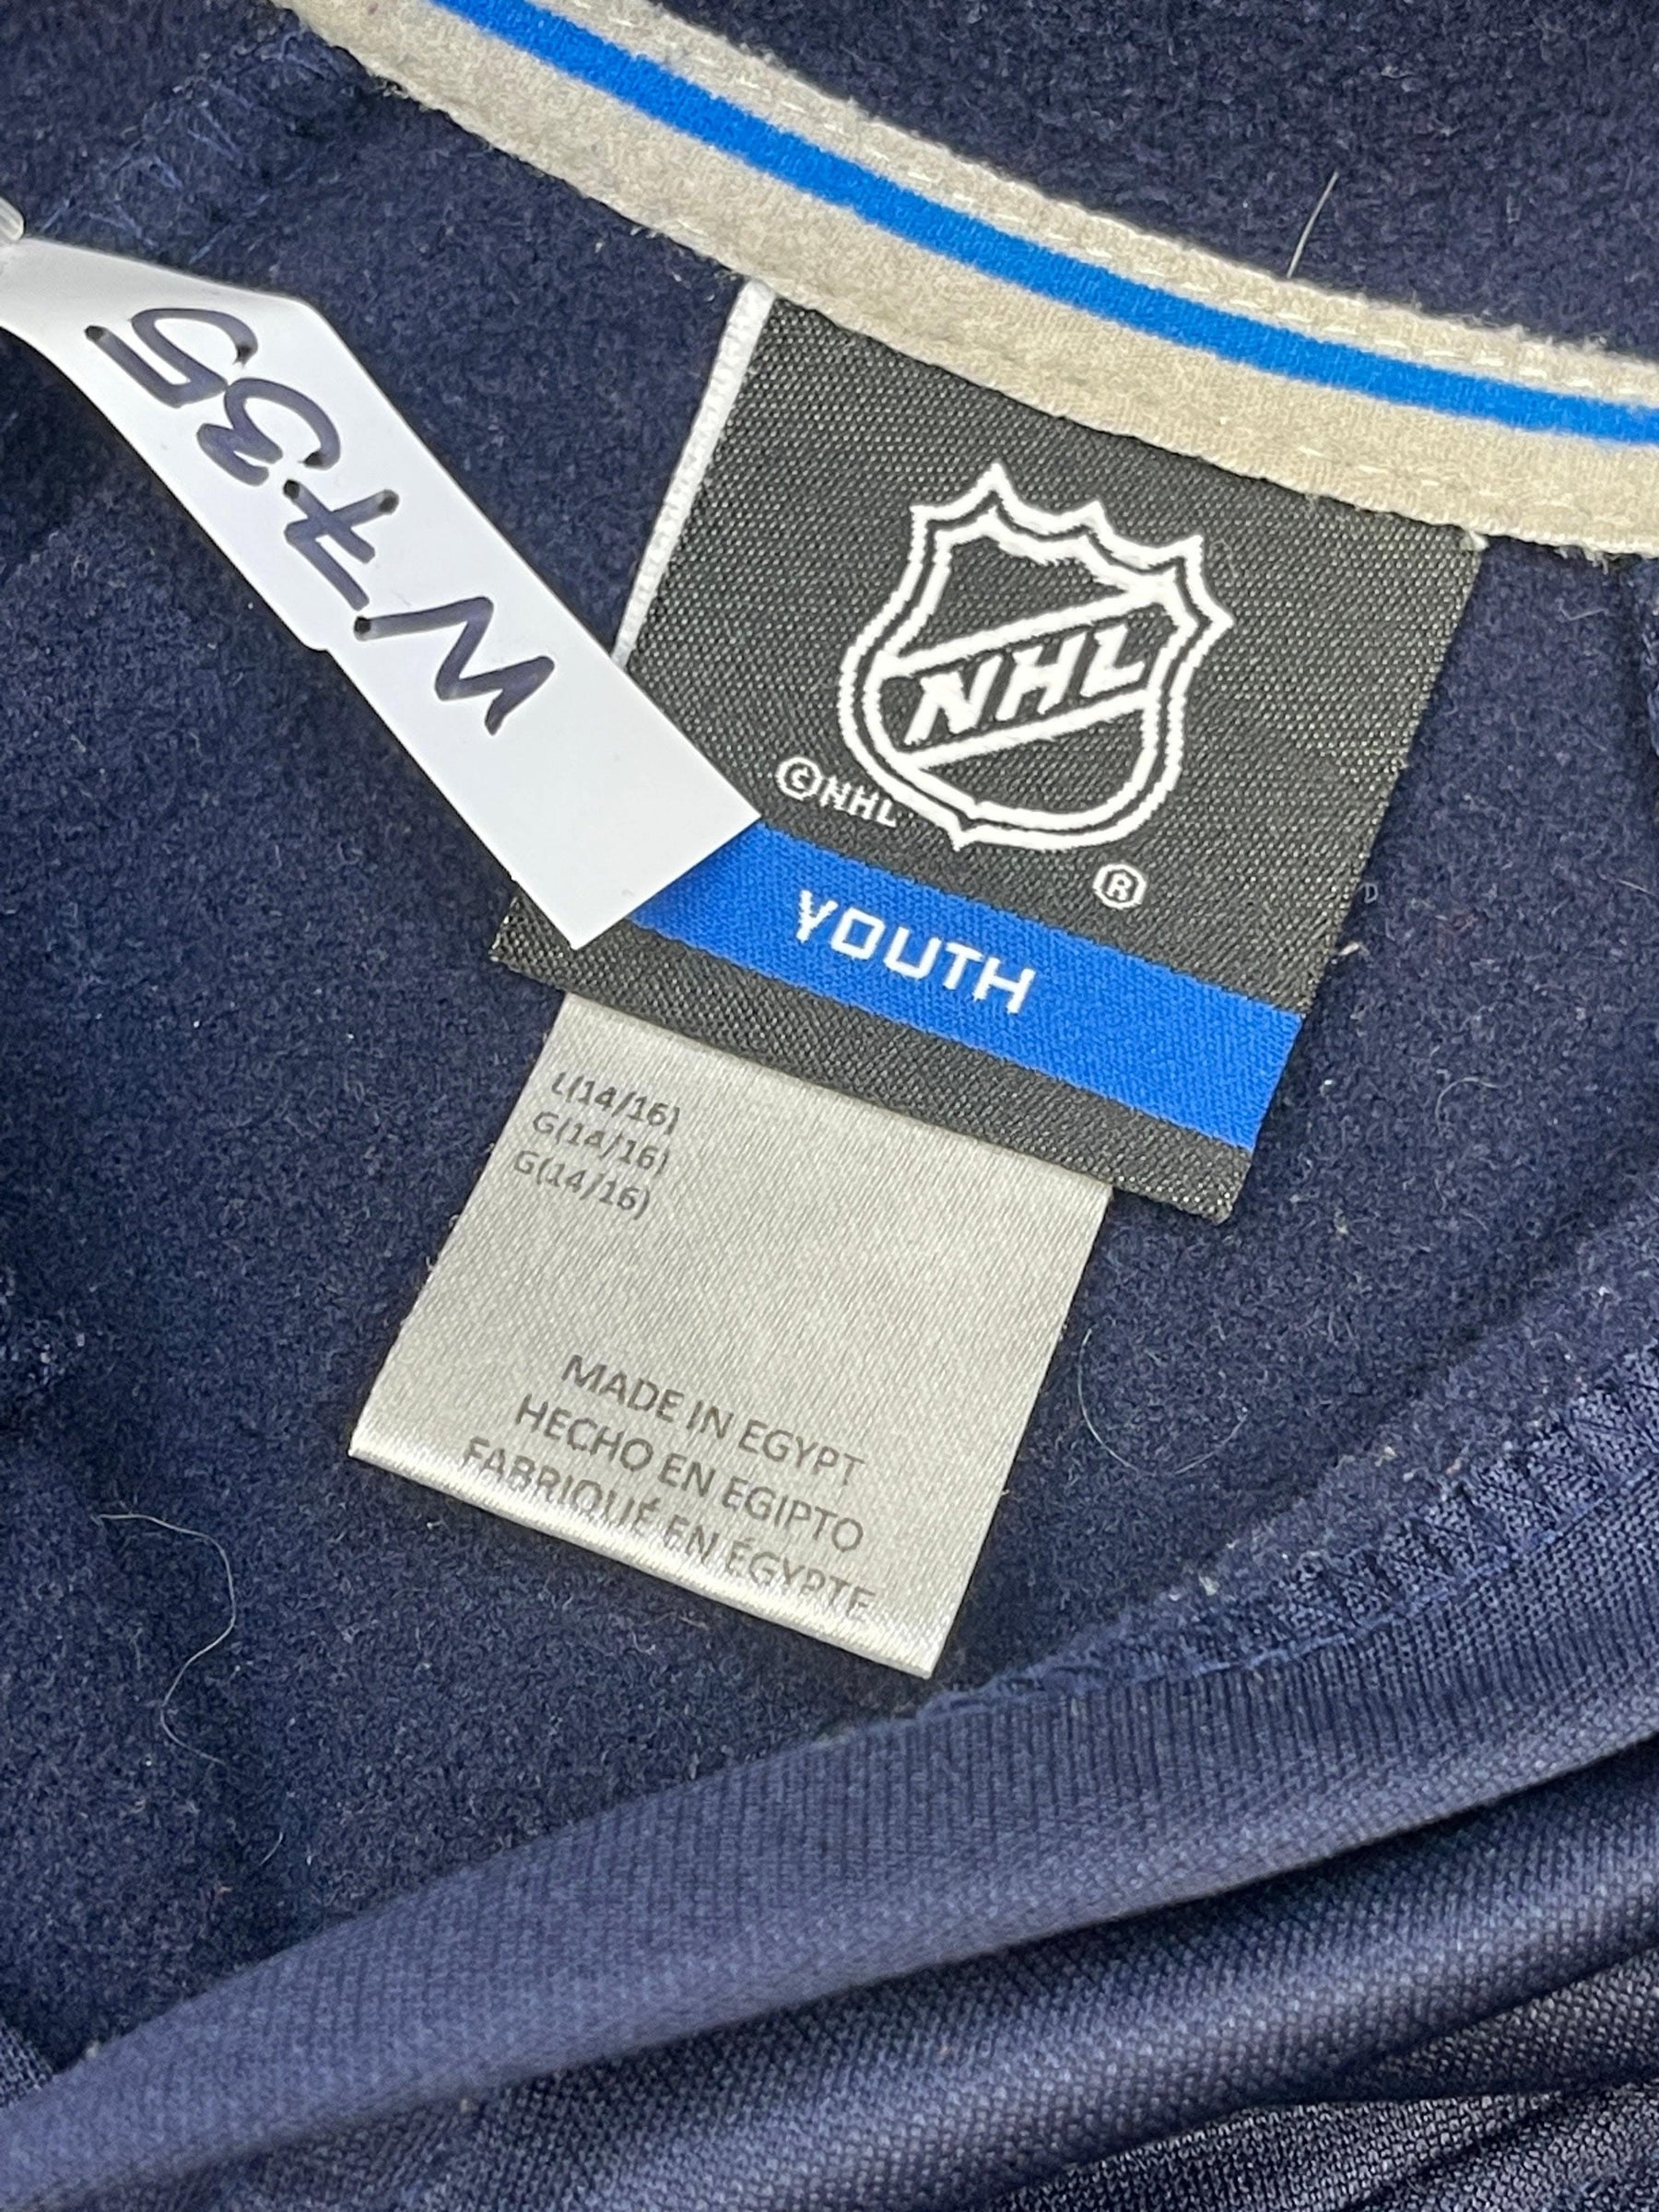 W735
NHL
©NHL
®
YOUTH
L(14/16)
G(14/16)
G(14/16)
MADE IN EGYPT
HECHO EN EGIPTO
FABRIQUÉ EN ÉGYPTE